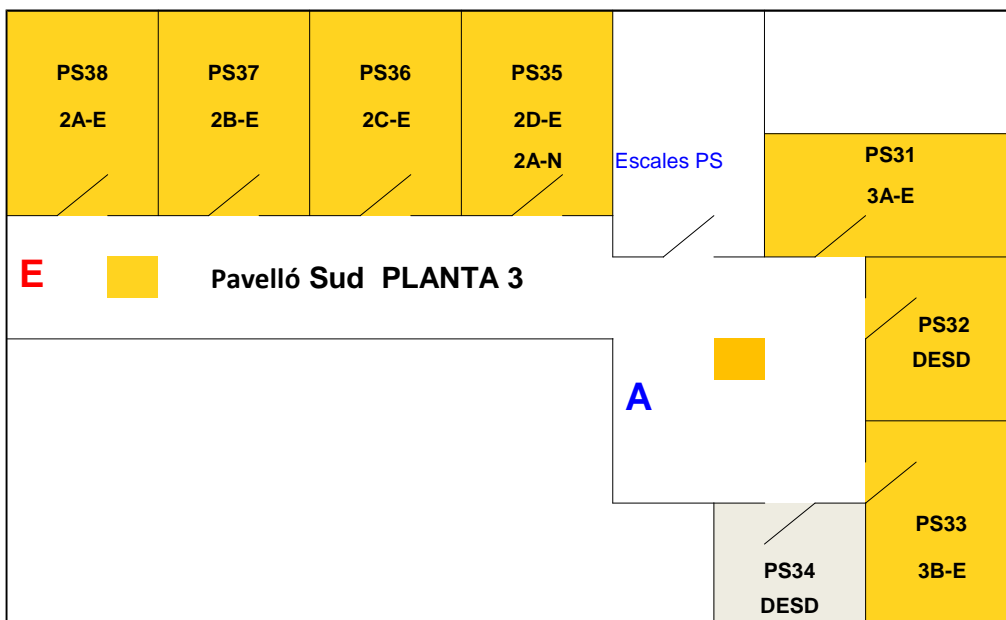 PS38
2A-E
PS37
2B-E
PS36
2C-E
PS35
2D-E
2A-N
Escales PS
PS31
3A-E
E
Pavelló Sud PLANTA 3
PS32
DESD
A
PS33
3B-E
PS34
DESD